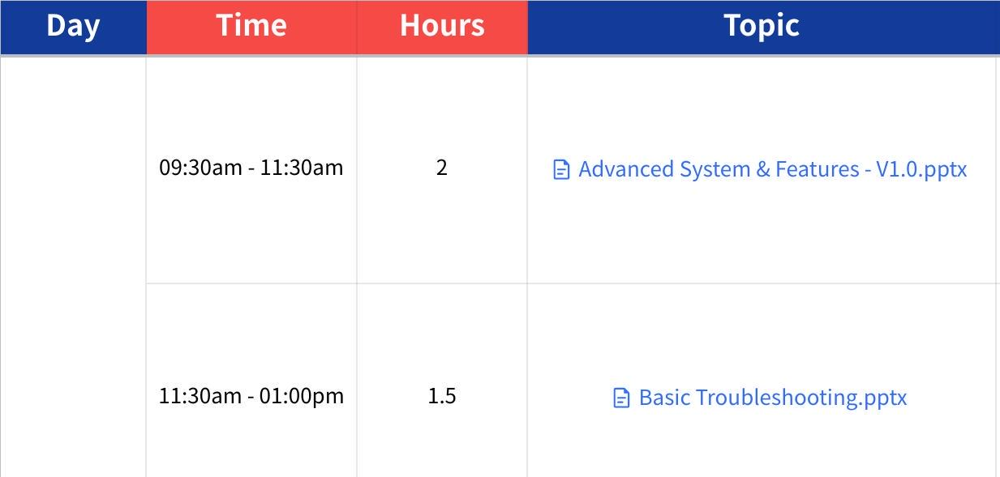 Day Time Hours Topic
09:30am - 11:30am 2 Advanced System & Features - V1.0.pptx
11:30am - 01:00pm 1.5 Basic Troubleshooting.pptx